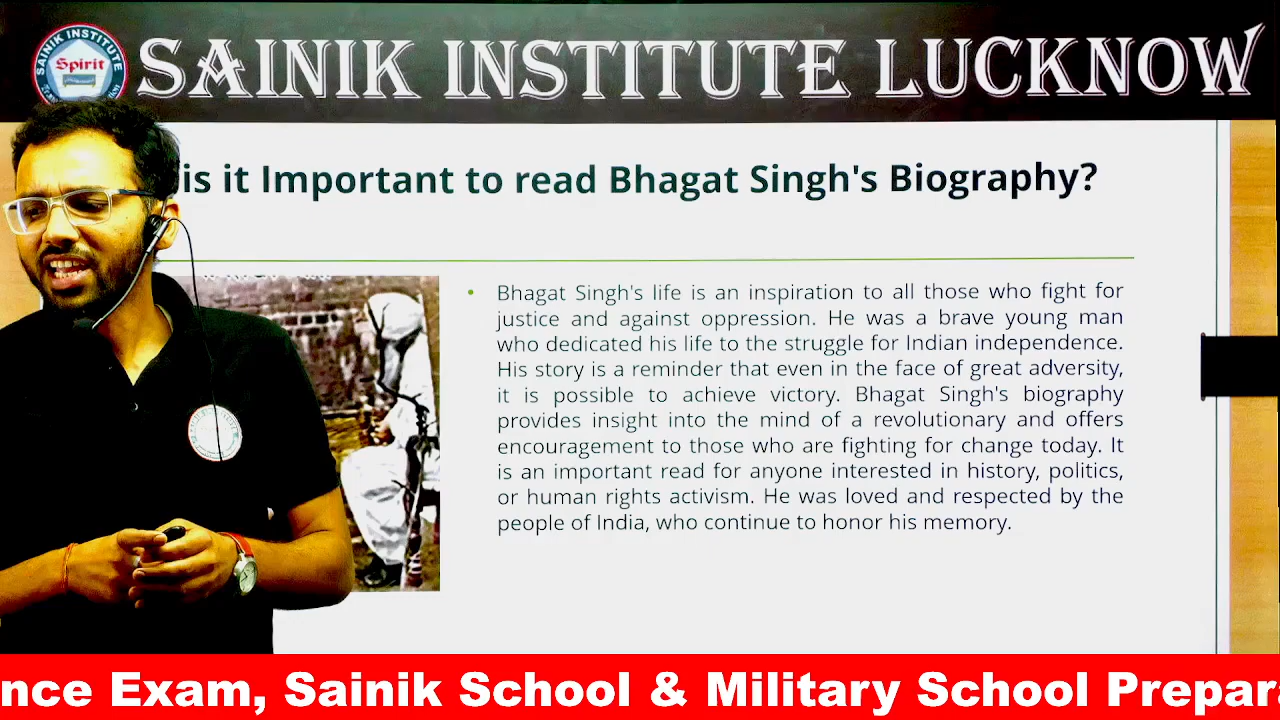 SAINIK INSTITUTE
Spirit
SAINIK INSTITUTE LUCKNOW
is it Important to read Bhagat Singh's Biography?
• Bhagat Singh's life is an inspiration to all those who fight for
justice and against oppression. He was a brave young man
who dedicated his life to the struggle for Indian independence.
His story is a reminder that even in the face of great adversity,
it is possible to achieve victory. Bhagat Singh's biography
provides insight into the mind of a revolutionary and offers
encouragement to those who are fighting for change today. It
is an important read for anyone interested in history, politics,
or human rights activism. He was loved and respected by the
people of India, who continue to honor his memory.
nce Exam, Sainik School & Military School Prepar